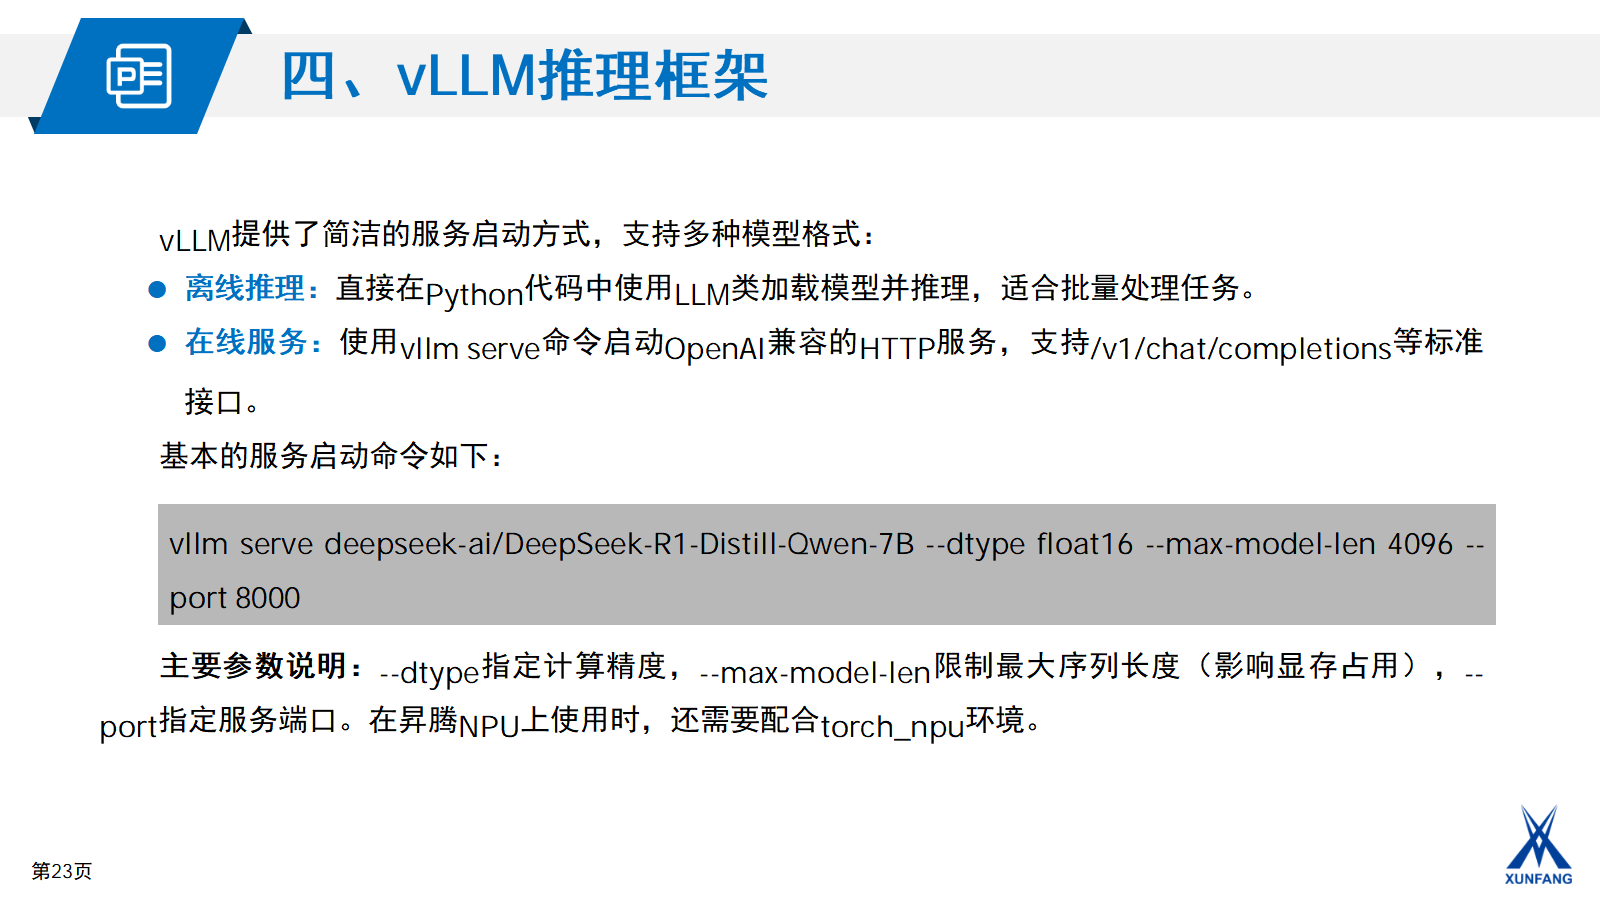 四、vLLM推理框架
vLLM提供了简洁的服务启动方式，支持多种模型格式：
● 离线推理：直接在Python代码中使用LLM类加载模型并推理，适合批量处理任务。
● 在线服务：使用vllm serve命令启动OpenAI兼容的HTTP服务，支持/v1/chat/completions等标准
接口。
基本的服务启动命令如下：
vllm serve deepseek-ai/DeepSeek-R1-Distill-Qwen-7B --dtype float16 --max-model-len 4096 --
port 8000
主要参数说明：--dtype指定计算精度，--max-model-len限制最大序列长度（影响显存占用），--
port指定服务端口。在昇腾NPU上使用时，还需要配合torch_npu环境。
第23页
XUNFANG